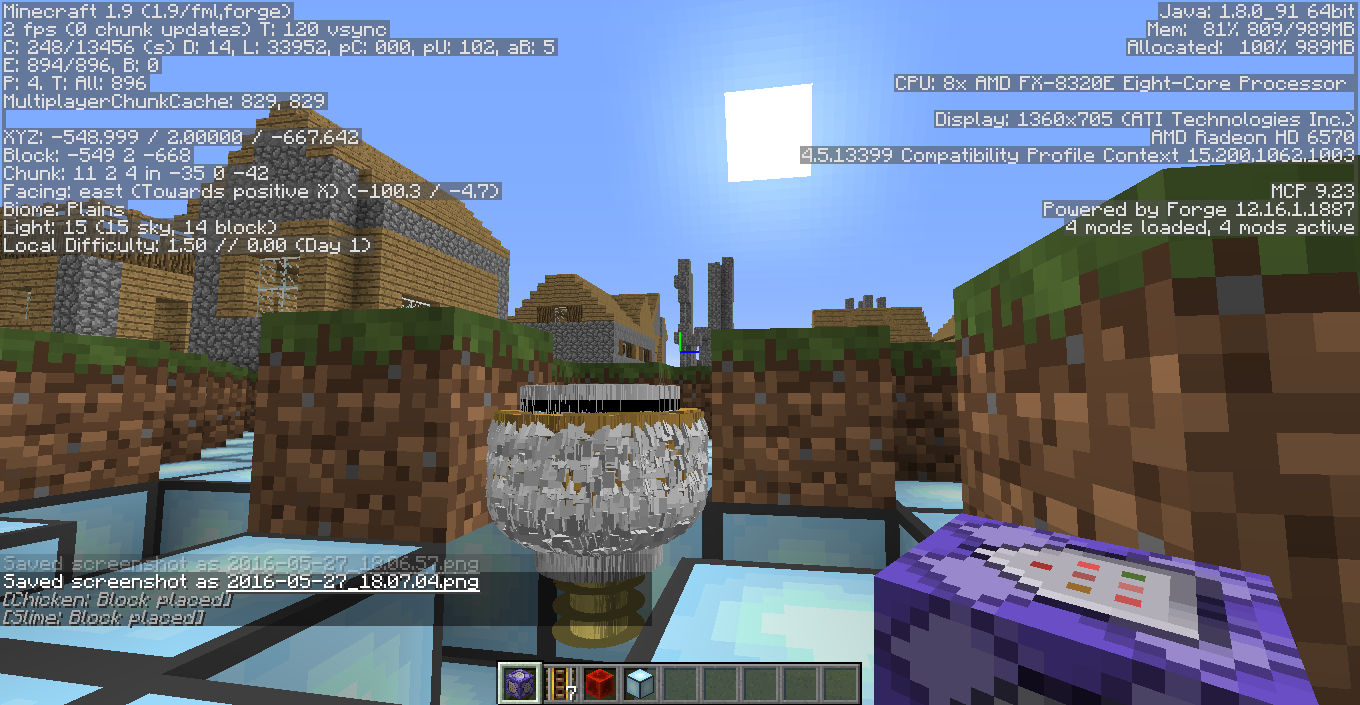 Minecraft 1.9 (1.9/fml,forge)
2 fps (0 chunk updates) T: 120 vsync
C: 248/13456 (s) D: 14, L: 33952, pC: 000, pU: 102, aB: 5
E: 894/896, B: 0
P: 4. T: All: 896
MultiplayerChunkCache: 829, 829
XYZ: -548.999 / 2.00000 / -667.642
Block: -549 2 -668
Chunk: 11 2 4 in -35 0 -42
Facing: east (Towards positive X) (-100.3 / -4.7)
Biome: Plains
Light: 15 (15 sky, 14 block)
Local Difficulty: 1.50 // 0.00 (Day 1)
Java: 1.8.0_91 64bit
Mem: 81% 809/989MB
Allocated: 100% 989MB
CPU: 8x AMD FX-8320E Eight-Core Processor
Display: 1360x705 (ATI Technologies Inc.)
AMD Radeon HD 6570
4.5.13399 Compatibility Profile Context 15.200.1062.1003
MCP 9.23
Powered by Forge 12.16.1.1887
4 mods loaded, 4 mods active
Saved screenshot as 2016-05-27_18.06.57.png
Saved screenshot as 2016-05-27_18.07.04.png
[Chicken: Block placed]
[Slime: Block placed]
7